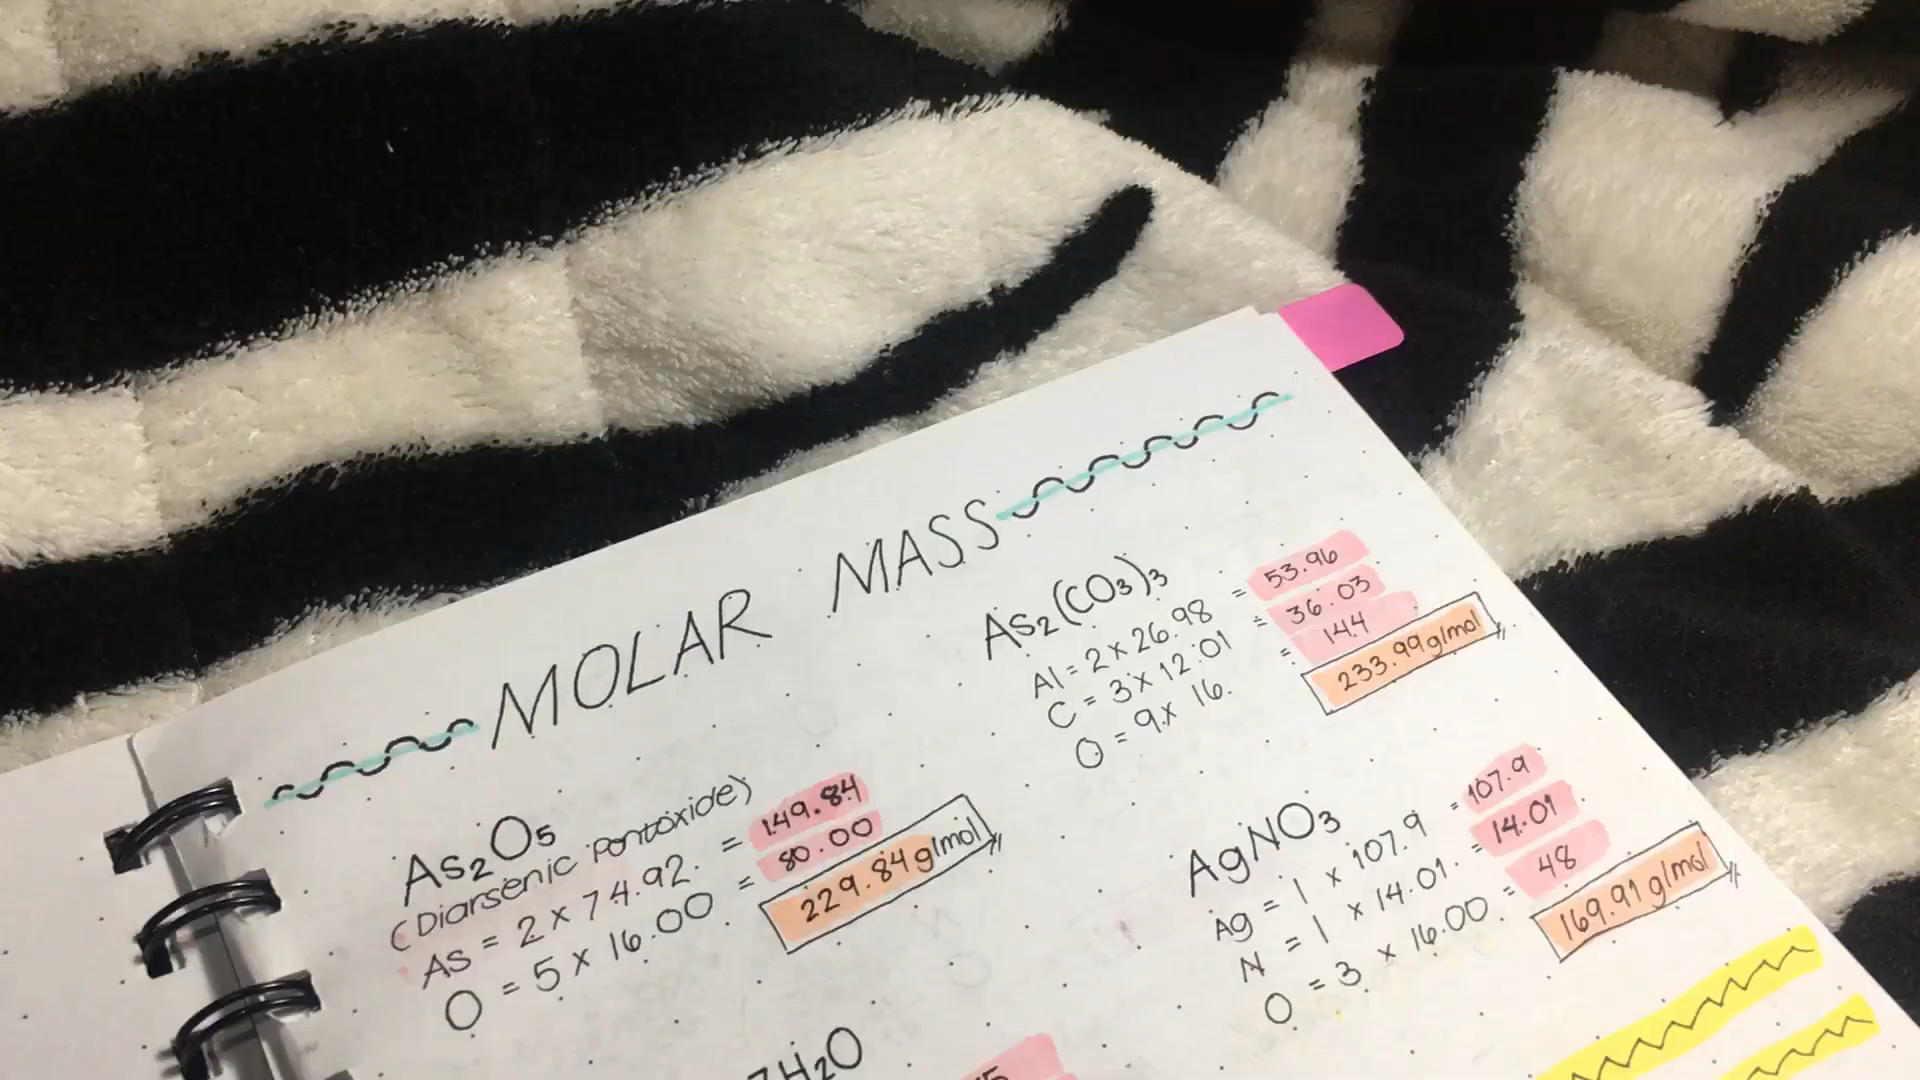 MOLAR MASS
As₂(CO₃)₃
Al = 2 x 26.98 = 53.96
C = 3 x 12.01 = 36.03
O = 9 x 16. = 144
233.99 g/mol
As₂O₅
(Diarsenic pentoxide)
As = 2 x 74.92. = 149.84
O = 5 x 16.00 = 80.00
229.84 g/mol
AgNO₃
Ag = 1 x 107.9 = 107.9
N = 1 x 14.01. = 14.01
O = 3 x 16.00. = 48
169.91 g/mol
7H₂O